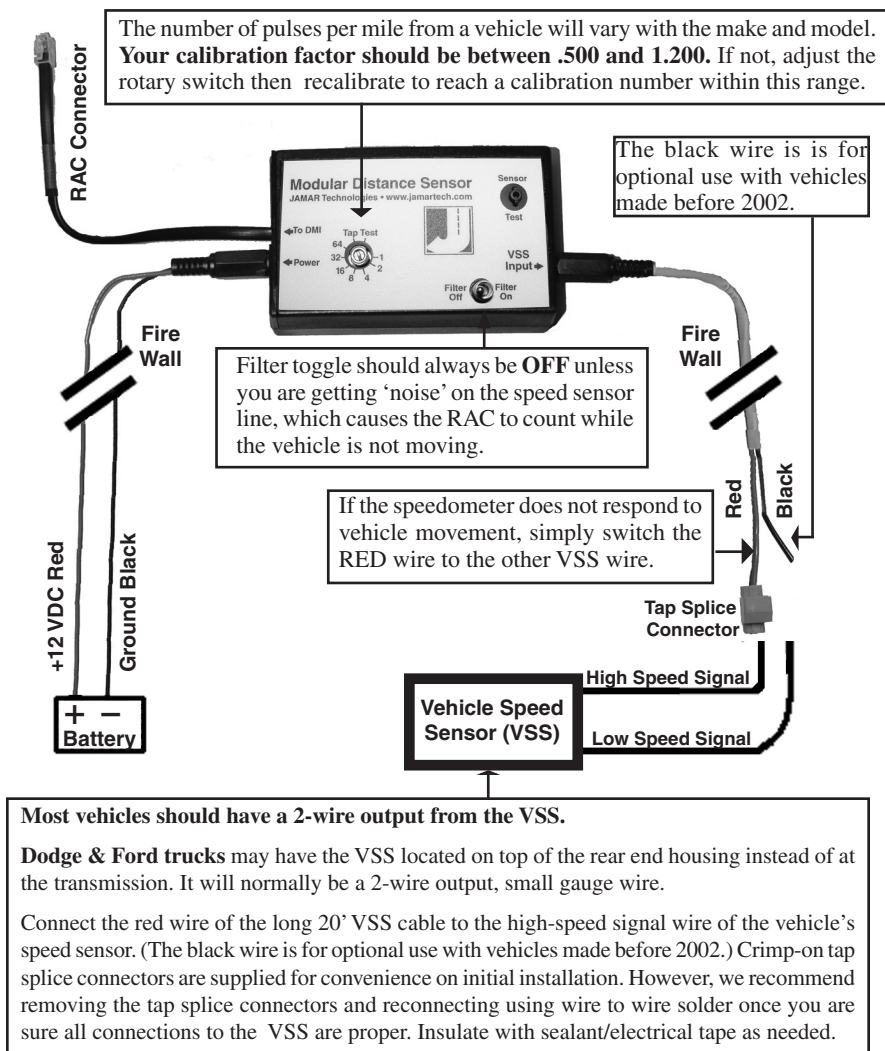 The number of pulses per mile from a vehicle will vary with the make and model.
Your calibration factor should be between .500 and 1.200. If not, adjust the
rotary switch then recalibrate to reach a calibration number within this range.
RAC Connector
The black wire is is for
optional use with vehicles
made before 2002.
Modular Distance Sensor
JAMAR Technologies • www.jamartech.com
Sensor
Test
To DMI
Tap Test
64
32
16
8
4
2
1
Power
VSS
Input
Filter
Off
Filter
On
Fire
Wall
Fire
Wall
Filter toggle should always be OFF unless
you are getting ‘noise’ on the speed sensor
line, which causes the RAC to count while
the vehicle is not moving.
If the speedometer does not respond to
vehicle movement, simply switch the
RED wire to the other VSS wire.
Red
Black
+12 VDC Red
Ground Black
Tap Splice
Connector
+ −
Battery
Vehicle Speed
Sensor (VSS)
High Speed Signal
Low Speed Signal
Most vehicles should have a 2-wire output from the VSS.
Dodge & Ford trucks may have the VSS located on top of the rear end housing instead of at
the transmission. It will normally be a 2-wire output, small gauge wire.
Connect the red wire of the long 20’ VSS cable to the high-speed signal wire of the vehicle’s
speed sensor. (The black wire is for optional use with vehicles made before 2002.) Crimp-on tap
splice connectors are supplied for convenience on initial installation. However, we recommend
removing the tap splice connectors and reconnecting using wire to wire solder once you are
sure all connections to the VSS are proper. Insulate with sealant/electrical tape as needed.